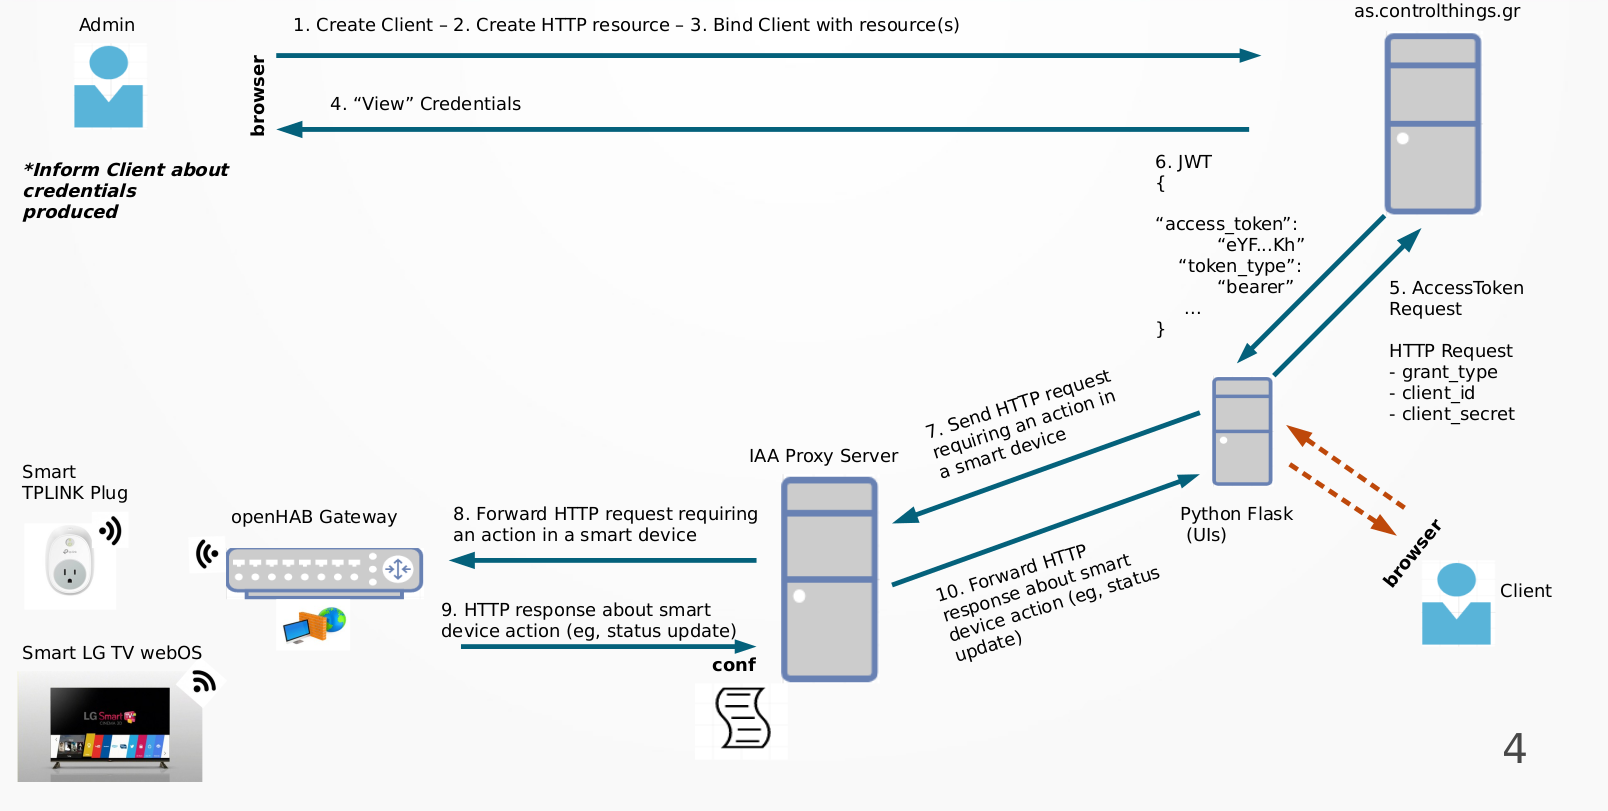 Admin
1. Create Client – 2. Create HTTP resource – 3. Bind Client with resource(s)
as.controlthings.gr
browser
4. “View” Credentials
*Inform Client about
credentials
produced
6. JWT
{
“access_token”:
“eYF...Kh”
“token_type”:
“bearer”
...
}
5. AccessToken
Request
HTTP Request
- grant_type
- client_id
- client_secret
7. Send HTTP request
requiring an action in
a smart device
IAA Proxy Server
Smart
TPLINK Plug
openHAB Gateway
8. Forward HTTP request requiring
an action in a smart device
Python Flask
(UIs)
browser
Client
10. Forward HTTP
response about smart
device action (eg, status
update)
9. HTTP response about smart
device action (eg, status update)
conf
Smart LG TV webOS
LG Smart TV
4